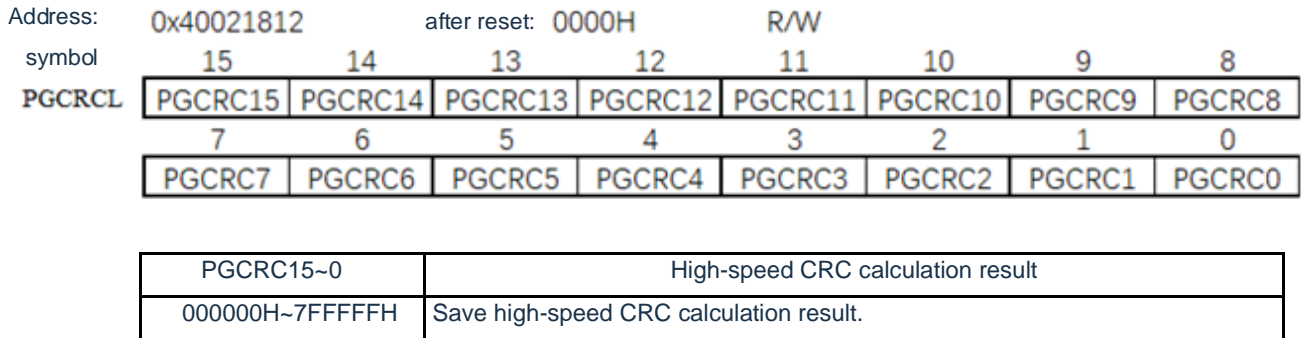 Address: 0x40021812 after reset: 0000H R/W
symbol 15 14 13 12 11 10 9 8
PGCRCL PGCRC15 PGCRC14 PGCRC13 PGCRC12 PGCRC11 PGCRC10 PGCRC9 PGCRC8
7 6 5 4 3 2 1 0
PGCRC7 PGCRC6 PGCRC5 PGCRC4 PGCRC3 PGCRC2 PGCRC1 PGCRC0
PGCRC15~0 High-speed CRC calculation result
000000H~7FFFFFH Save high-speed CRC calculation result.